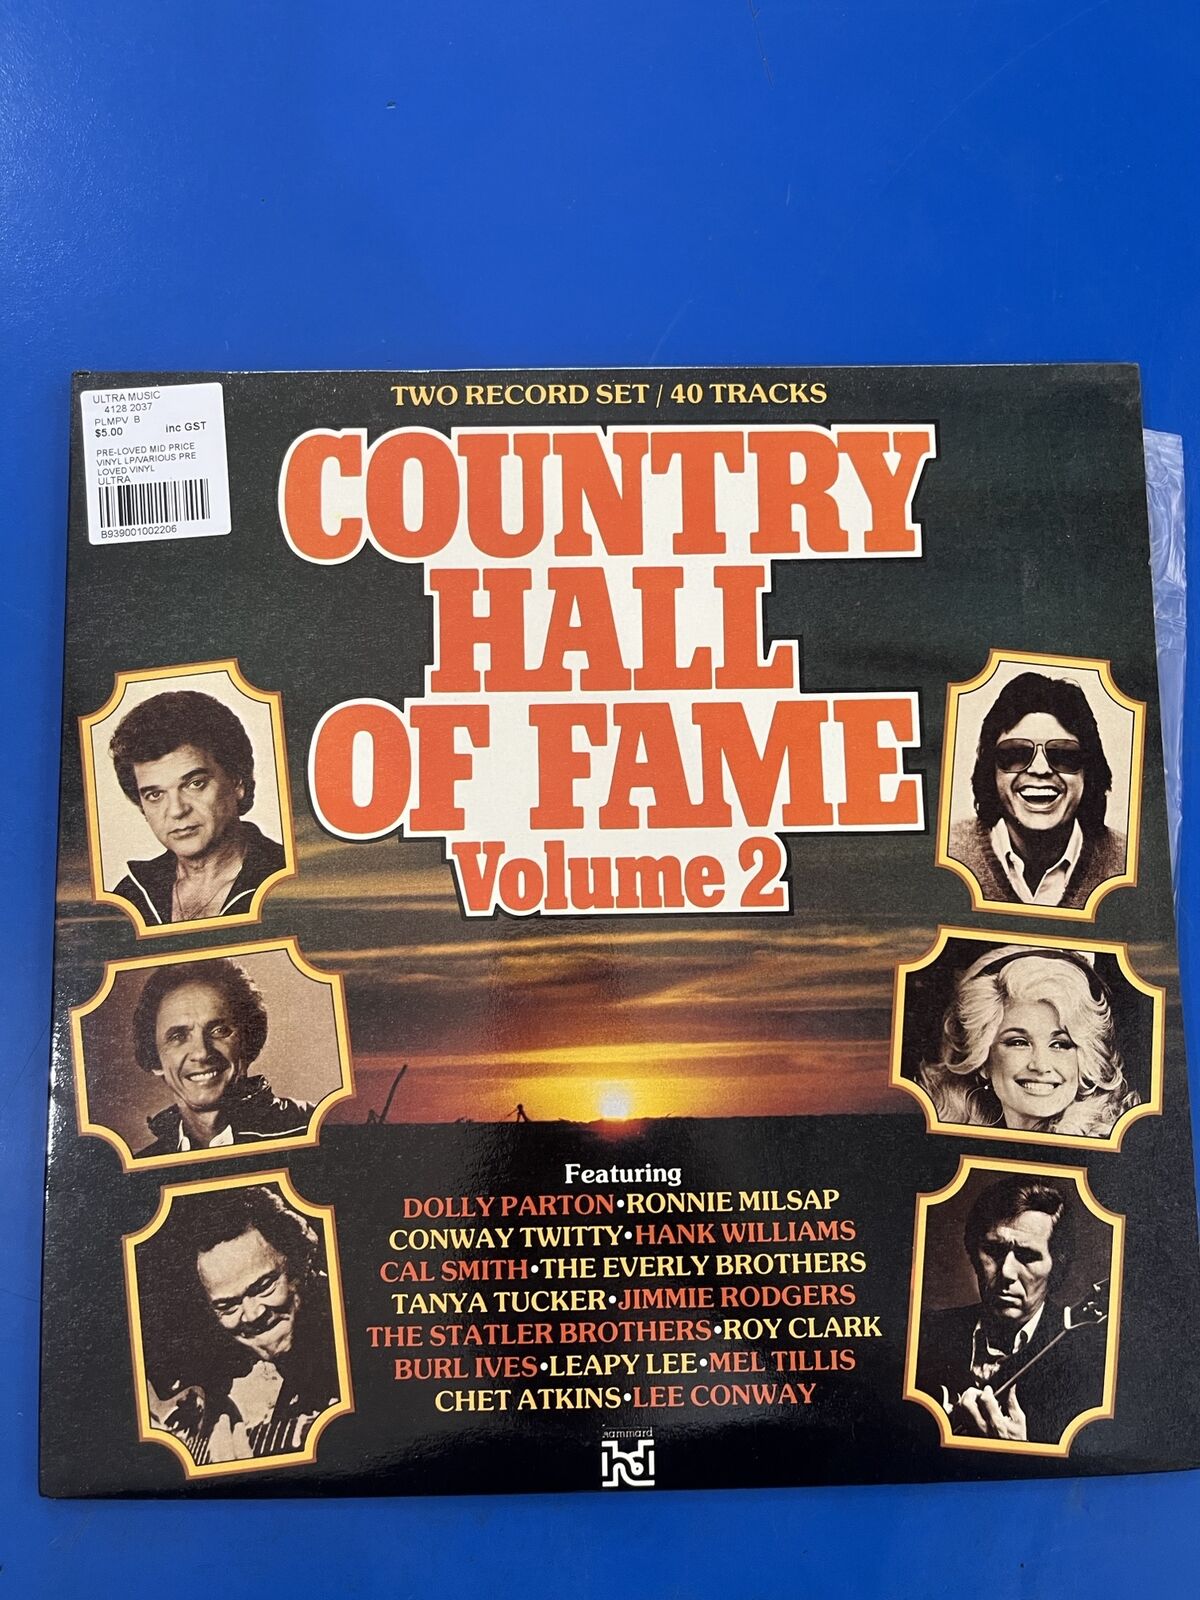 ULTRA MUSIC
4128 2037
PLMPV B
$5.00 inc GST
PRE-LOVED MID PRICE
VINYL LP/VARIOUS PRE
LOVED VINYL
ULTRA
B939001002206
TWO RECORD SET / 40 TRACKS
COUNTRY
HALL
OF FAME
Volume 2
Featuring
DOLLY PARTON•RONNIE MILSAP
CONWAY TWITTY•HANK WILLIAMS
CAL SMITH•THE EVERLY BROTHERS
TANYA TUCKER•JIMMIE RODGERS
THE STATLER BROTHERS•ROY CLARK
BURL IVES•LEAPY LEE•MEL TILLIS
CHET ATKINS•LEE CONWAY
hammard
hd